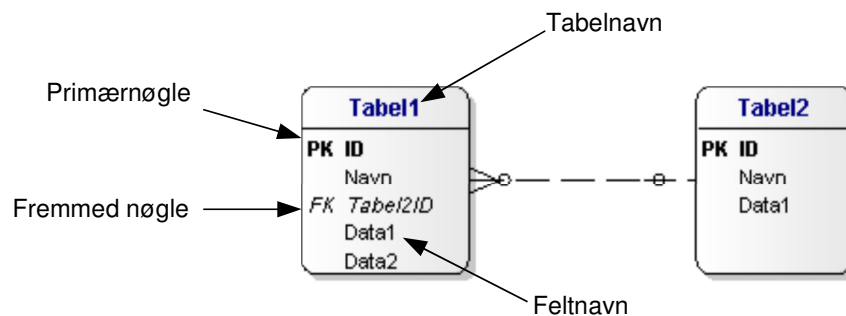 Tabelnavn
Primærnøgle
Tabel1
PK ID
Navn
FK Tabel2ID
Data1
Data2
Tabel2
PK ID
Navn
Data1
Fremmed nøgle
Feltnavn